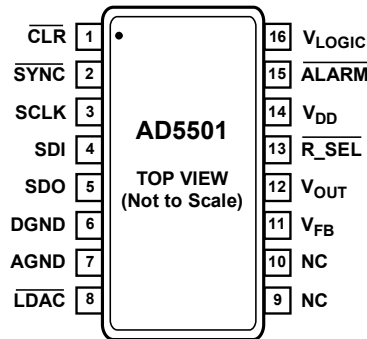 CLR 1
SYNC 2
SCLK 3
SDI 4
SDO 5
DGND 6
AGND 7
LDAC 8
AD5501
TOP VIEW
(Not to Scale)
16 VLOGIC
15 ALARM
14 VDD
13 R_SEL
12 VOUT
11 VFB
10 NC
9 NC